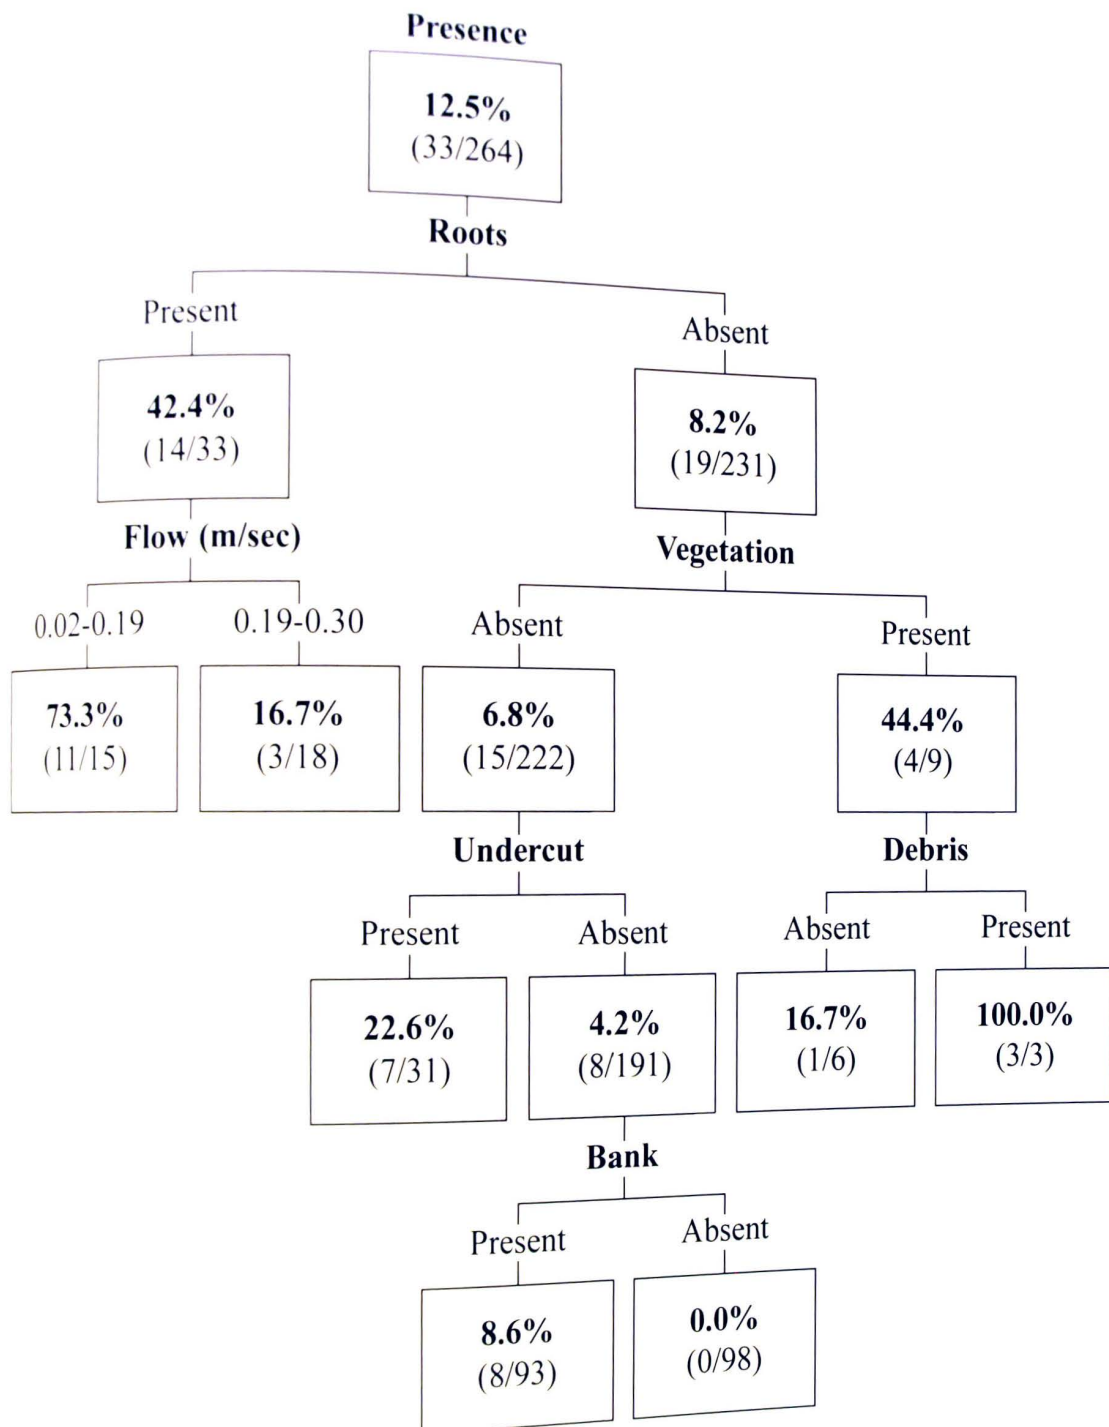 Presence
12.5%
(33/264)
Roots
Present
Absent
42.4%
(14/33)
8.2%
(19/231)
Flow (m/sec)
Vegetation
0.02-0.19
0.19-0.30
Absent
Present
73.3%
(11/15)
16.7%
(3/18)
6.8%
(15/222)
44.4%
(4/9)
Undercut
Debris
Present
Absent
Absent
Present
22.6%
(7/31)
4.2%
(8/191)
16.7%
(1/6)
100.0%
(3/3)
Bank
Present
Absent
8.6%
(8/93)
0.0%
(0/98)